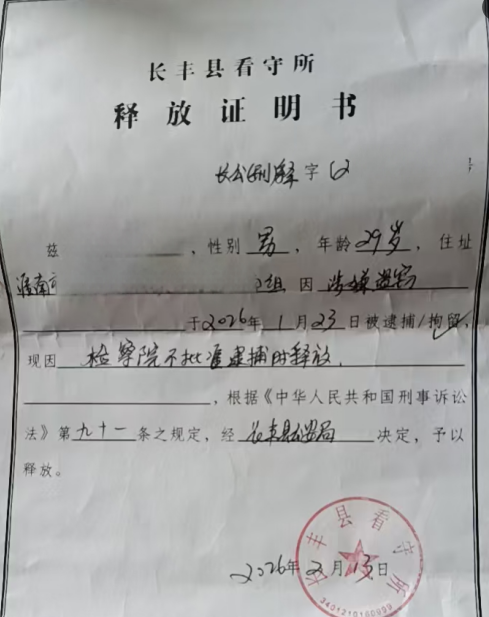 长丰县看守所
释放证明书
长公(刑)释字〔2 号
兹 ，性别 男 ，年龄 29岁 ，住址
淮南市 组 因 涉嫌盗窃
于2026年1月23日被逮捕/拘留，
现因 检察院不批准逮捕时释放，
，根据《中华人民共和国刑事诉讼
法》第九十一条之规定，经 长丰县公安局 决定，予以
释放。
2026年2月13日
长丰县看守所